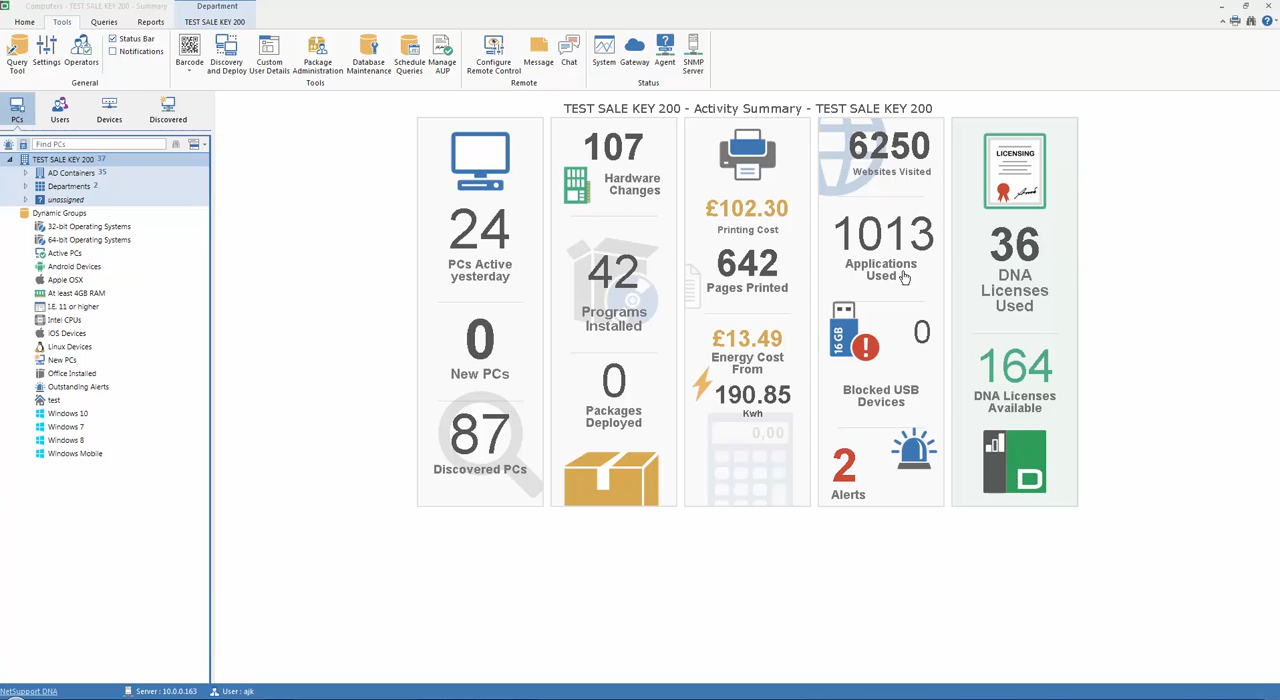 Computers - TEST SALE KEY 200 - Summary
Department
Home Tools Queries Reports TEST SALE KEY 200
Query Tool
Settings
Operators
Status Bar
Notifications
General
Barcode
Discovery and Deploy
Custom User Details
Package Administration
Database Maintenance
Schedule Queries
Manage AUP
Tools
Configure Remote Control
Message
Chat
Remote
System
Gateway
Agent
SNMP Server
Status
PCs Users Devices Discovered
Find PCs
TEST SALE KEY 200 37
AD Containers 35
Departments 2
unassigned
Dynamic Groups
32-bit Operating Systems
64-bit Operating Systems
Active PCs
Android Devices
Apple OSX
At least 4GB RAM
I.E. 11 or higher
Intel CPUs
iOS Devices
Linux Devices
New PCs
Office Installed
Outstanding Alerts
test
Windows 10
Windows 7
Windows 8
Windows Mobile
TEST SALE KEY 200 - Activity Summary - TEST SALE KEY 200
24
PCs Active
yesterday
0
New PCs
87
Discovered PCs
107
Hardware
Changes
42
Programs
Installed
0
Packages
Deployed
£102.30
Printing Cost
642
Pages Printed
£13.49
Energy Cost
From
190.85
Kwh
0,00
6250
Websites Visited
1013
Applications
Used
16 GB
0
Blocked USB
Devices
2
Alerts
LICENSING
36
DNA
Licenses
Used
164
DNA Licenses
Available
D
NetSupport DNA Server : 10.0.0.163 User : ajk